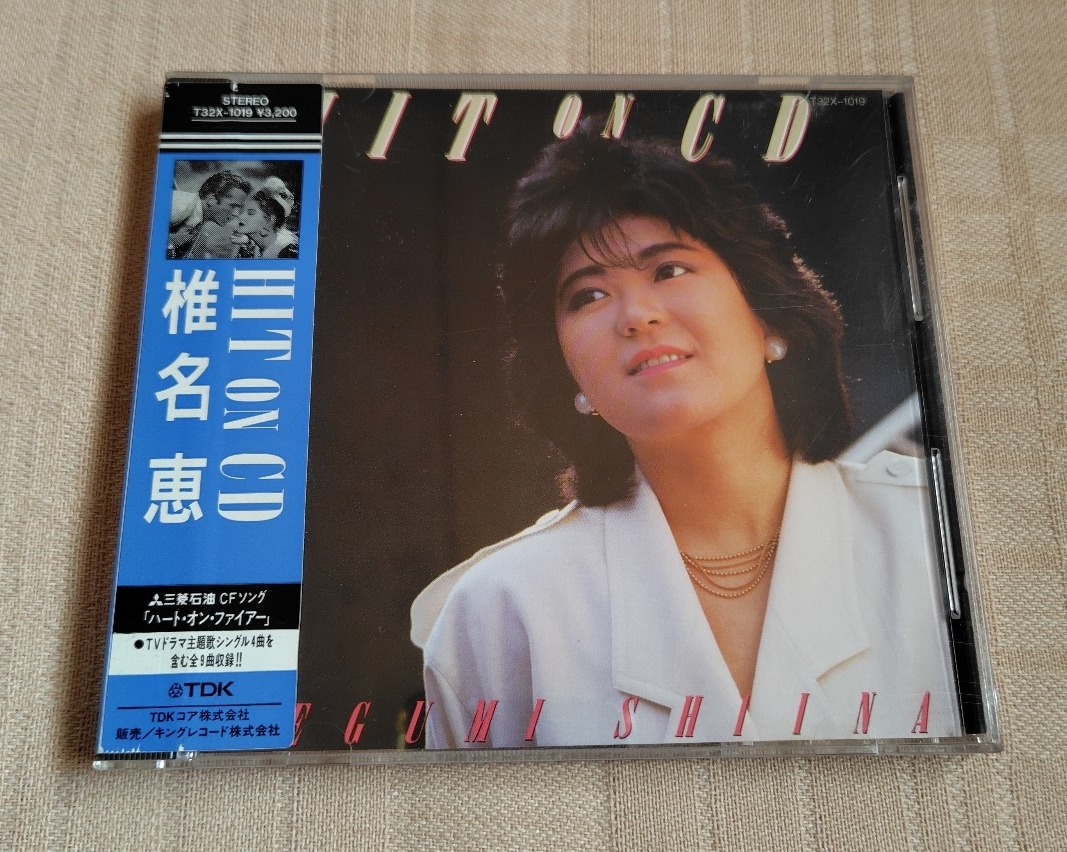 STEREO
T32X-1019 ¥3,200
椎名恵
HIT ON CD
三菱石油 CFソング
「ハート・オン・ファイアー」
●TVドラマ主題歌シングル4曲を
含む全9曲収録!!
TDK
TDKコア株式会社
販売/キングレコード株式会社
IT ON CD
T32X-1019
EGUMI SHIINA